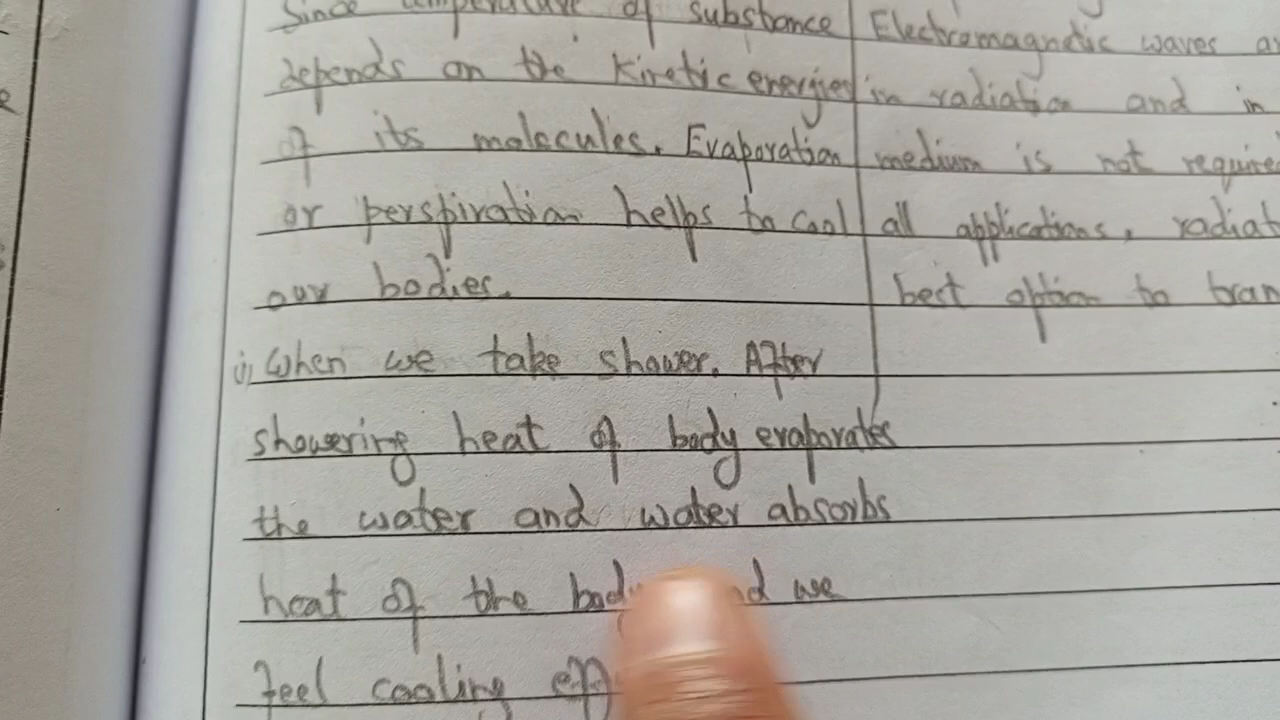 Since temperature of substance
depends on the kinetic energies
of its molecules. Evaporation
or perspiration helps to cool
our bodies.
i) When we take shower. After
showering heat of body evaporates
the water and water absorbs
heat of the body and we
feel cooling
Electromagnetic waves
in radiation and in
medium is not require
all applications, radiat
best option to tran